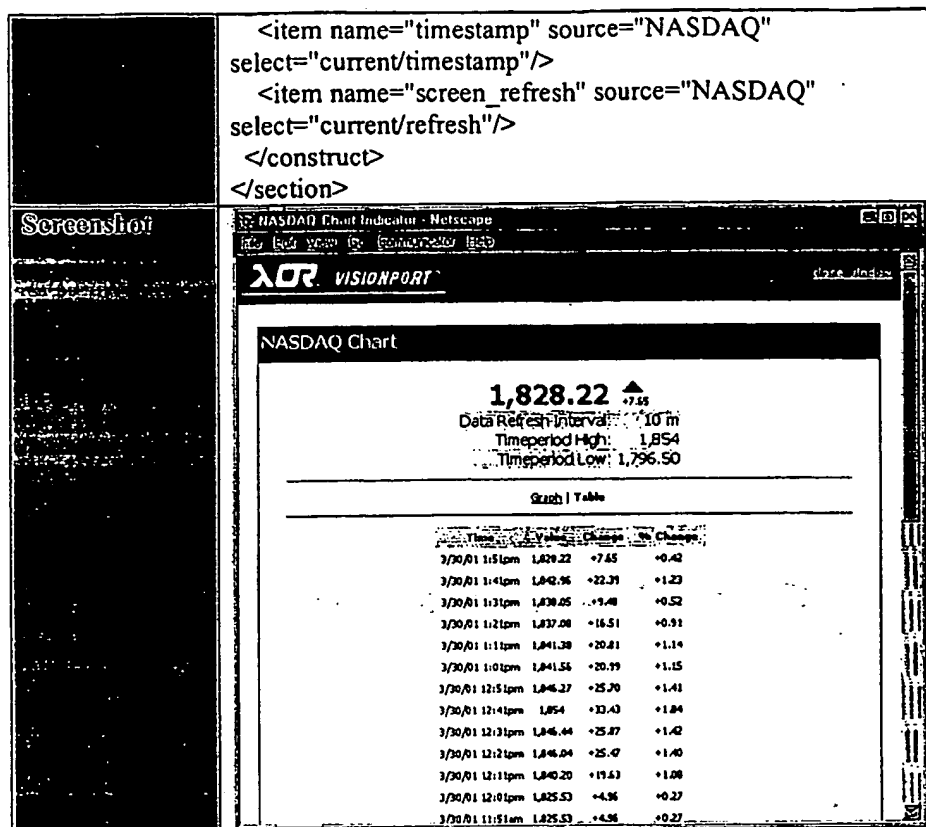 <item name="timestamp" source="NASDAQ"
select="current/timestamp"/>
<item name="screen_refresh" source="NASDAQ"
select="current/refresh"/>
</construct>
</section>
Screenshot
NASDAQ Chart Indicator - Netscape
File Edit View Go Communicator Help
VISIONPORT
close window
NASDAQ Chart
1,828.22 +7.65
Data Refresh Interval: 10 m
Timeperiod High: 1,854
Timeperiod Low: 1,796.50
Graph | Table
Time Value Change % Change
3/30/01 1:51pm 1,828.22 +7.65 +0.42
3/30/01 1:41pm 1,842.96 +22.39 +1.23
3/30/01 1:31pm 1,830.05 +9.48 +0.52
3/30/01 1:21pm 1,837.08 +16.51 +0.91
3/30/01 1:11pm 1,841.38 +20.81 +1.14
3/30/01 1:01pm 1,841.56 +20.99 +1.15
3/30/01 12:51pm 1,846.27 +25.70 +1.41
3/30/01 12:41pm 1,854 +33.43 +1.84
3/30/01 12:31pm 1,846.44 +25.87 +1.42
3/30/01 12:21pm 1,846.04 +25.47 +1.40
3/30/01 12:11pm 1,840.20 +19.63 +1.08
3/30/01 12:01pm 1,825.53 +4.96 +0.27
3/30/01 11:51am 1,825.53 +4.96 +0.27